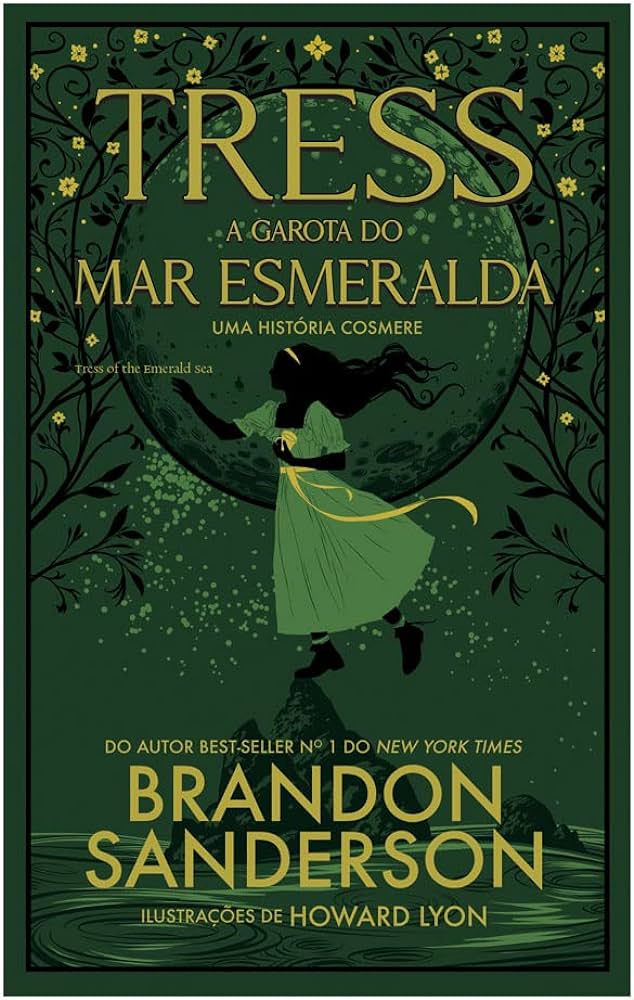 TRESS
A GAROTA DO
MAR ESMERALDA
UMA HISTÓRIA COSMERE
Tress of the Emerald Sea
DO AUTOR BEST-SELLER Nº 1 DO NEW YORK TIMES
BRANDON
SANDERSON
ILUSTRAÇÕES DE HOWARD LYON